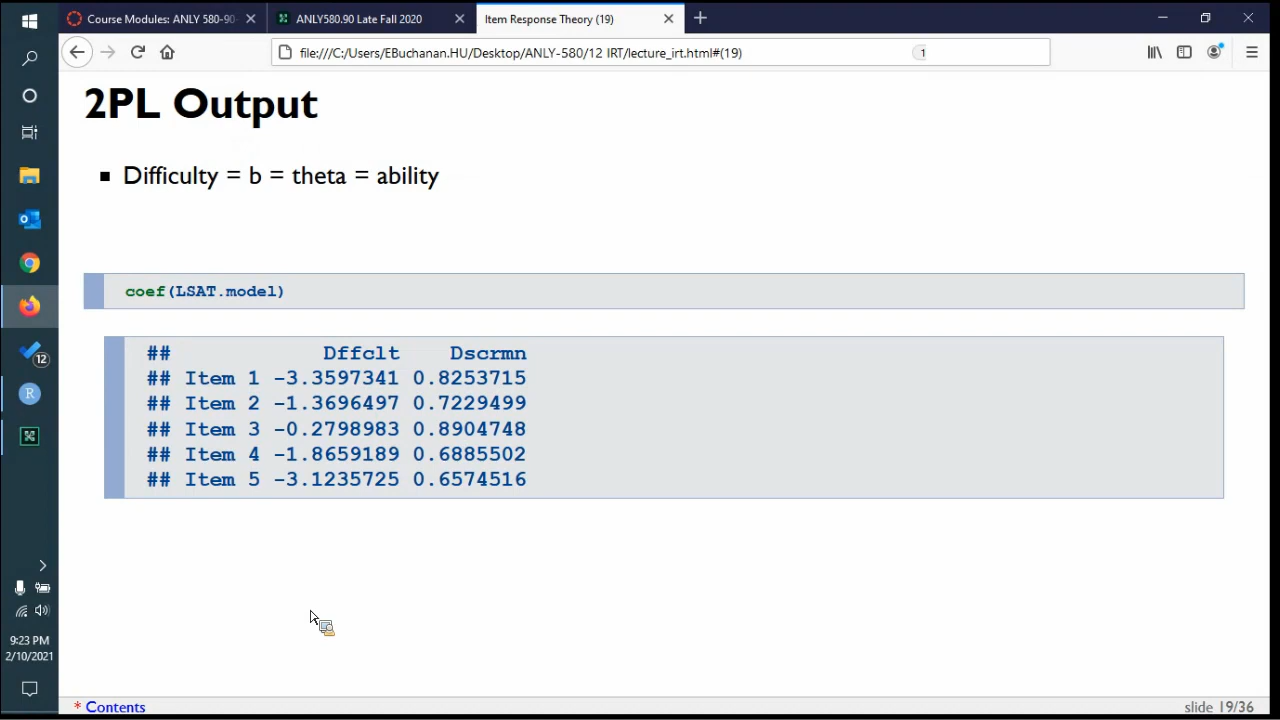 Course Modules: ANLY 580-90-
ANLY580.90 Late Fall 2020
Item Response Theory (19)
file:///C:/Users/EBuchanan.HU/Desktop/ANLY-580/12 IRT/lecture_irt.html#(19)
1
2PL Output
▪ Difficulty = b = theta = ability
coef(LSAT.model)
## Dffclt Dscrmn
## Item 1 -3.3597341 0.8253715
## Item 2 -1.3696497 0.7229499
## Item 3 -0.2798983 0.8904748
## Item 4 -1.8659189 0.6885502
## Item 5 -3.1235725 0.6574516
12
9:23 PM
2/10/2021
* Contents
slide 19/36